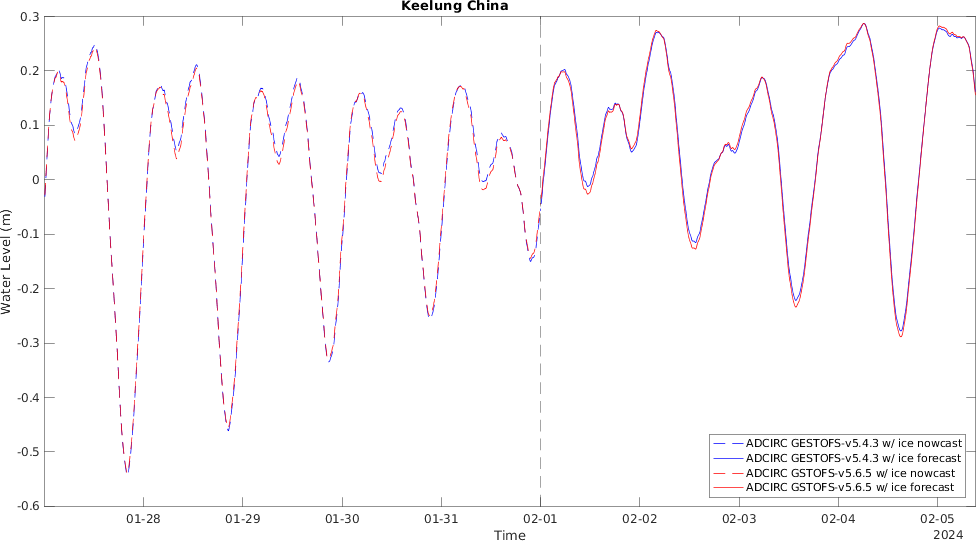 Keelung China
0.3
0.2
0.1
0
-0.1
-0.2
-0.3
-0.4
-0.5
-0.6
Water Level (m)
01-28 01-29 01-30 01-31 02-01 02-02 02-03 02-04 02-05
Time
2024
ADCIRC GESTOFS-v5.4.3 w/ ice nowcast
ADCIRC GESTOFS-v5.4.3 w/ ice forecast
ADCIRC GSTOFS-v5.6.5 w/ ice nowcast
ADCIRC GSTOFS-v5.6.5 w/ ice forecast